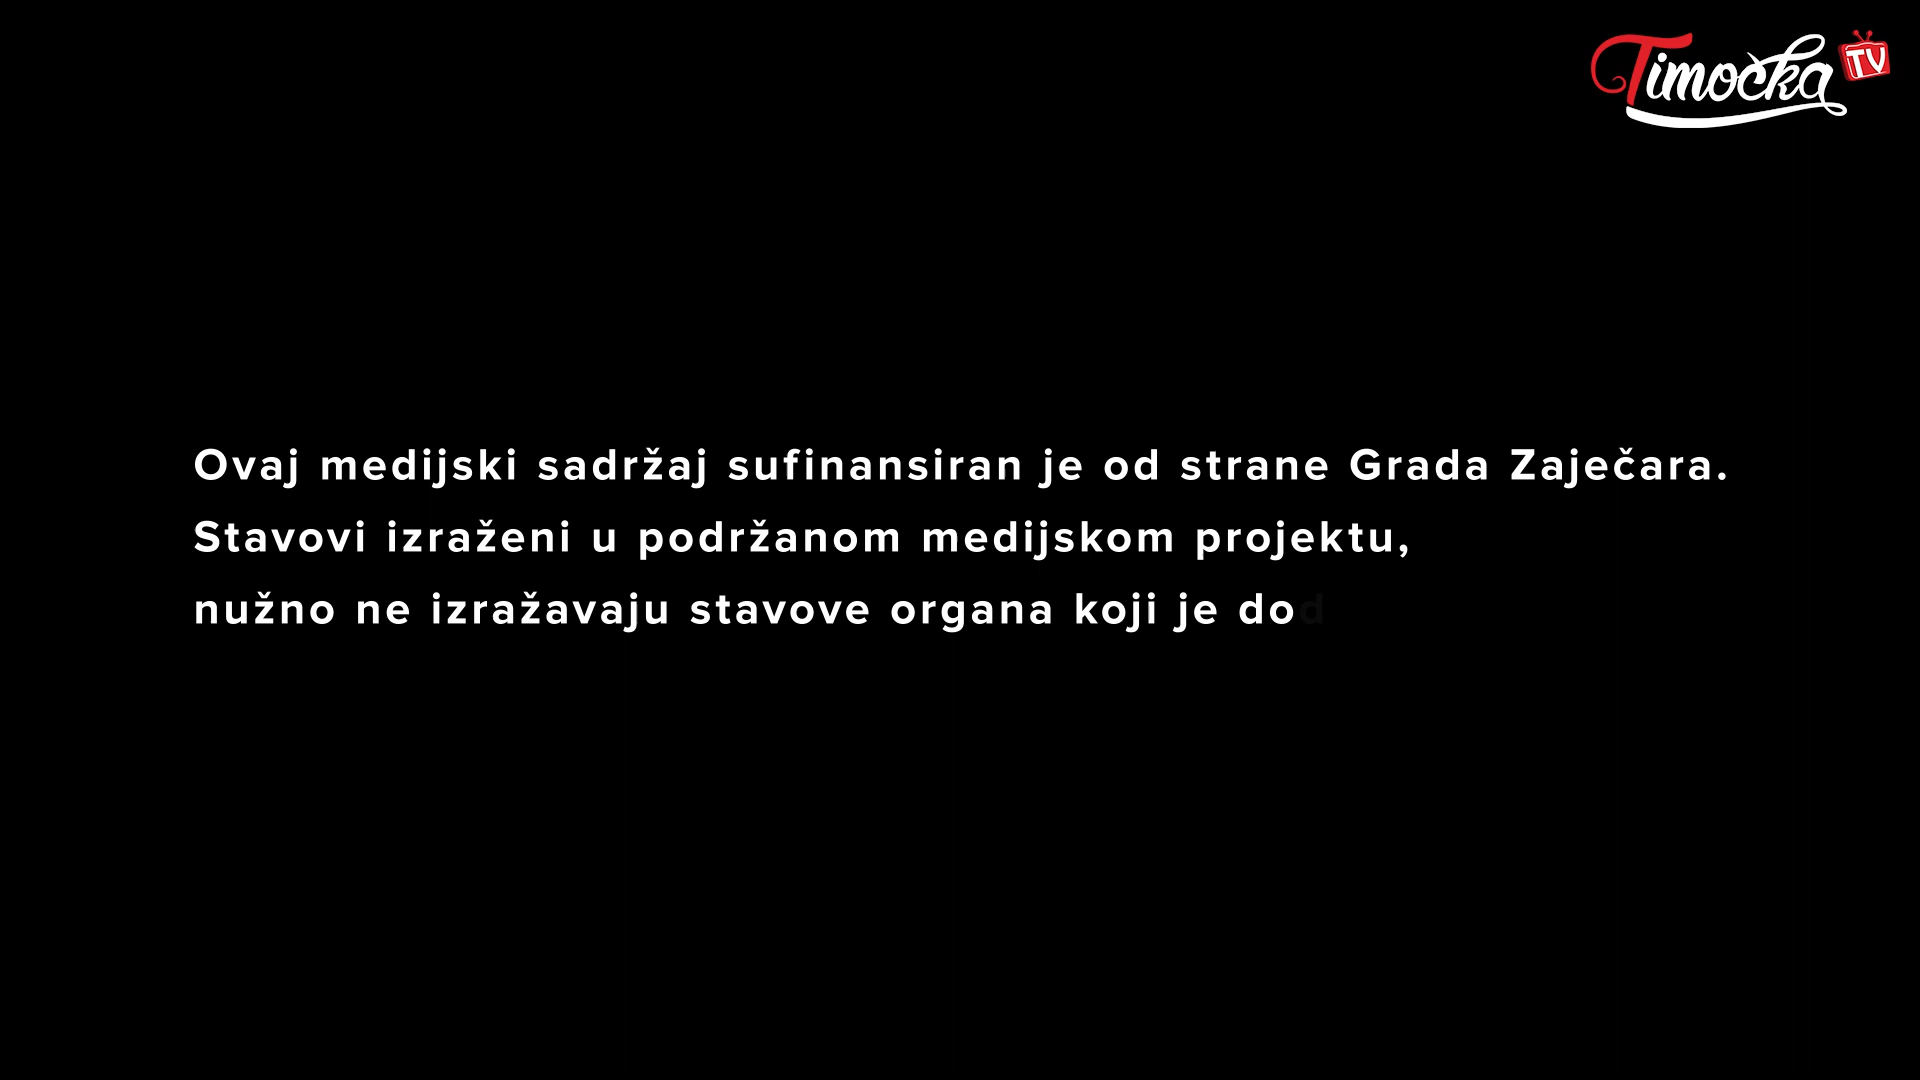 Timočka TV
Ovaj medijski sadržaj sufinansiran je od strane Grada Zaječara.
Stavovi izraženi u podržanom medijskom projektu,
nužno ne izražavaju stavove organa koji je dod